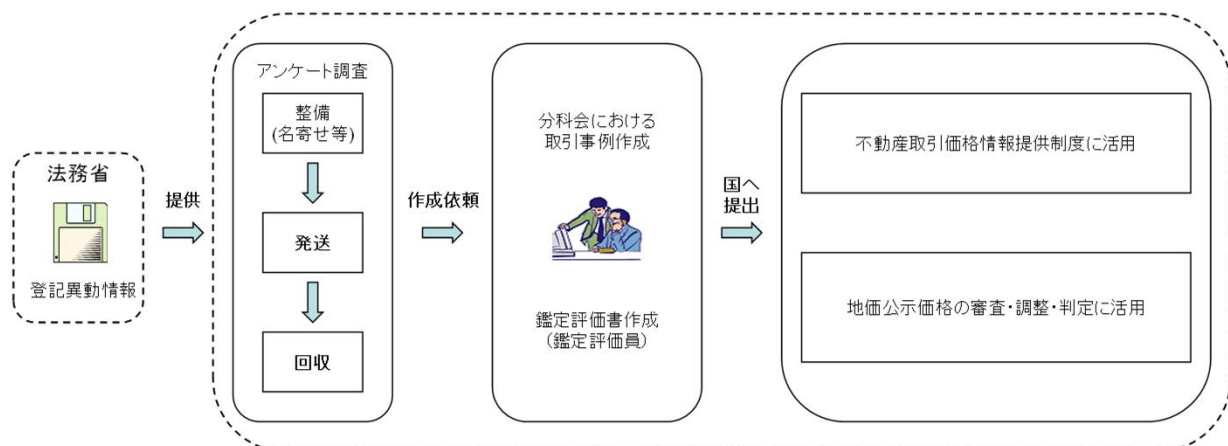 法務省
登記異動情報
提供
アンケート調査
整備
(名寄せ等)
発送
回収
作成依頼
分科会における
取引事例作成
鑑定評価書作成
(鑑定評価員)
国へ
提出
不動産取引価格情報提供制度に活用
地価公示価格の審査・調整・判定に活用